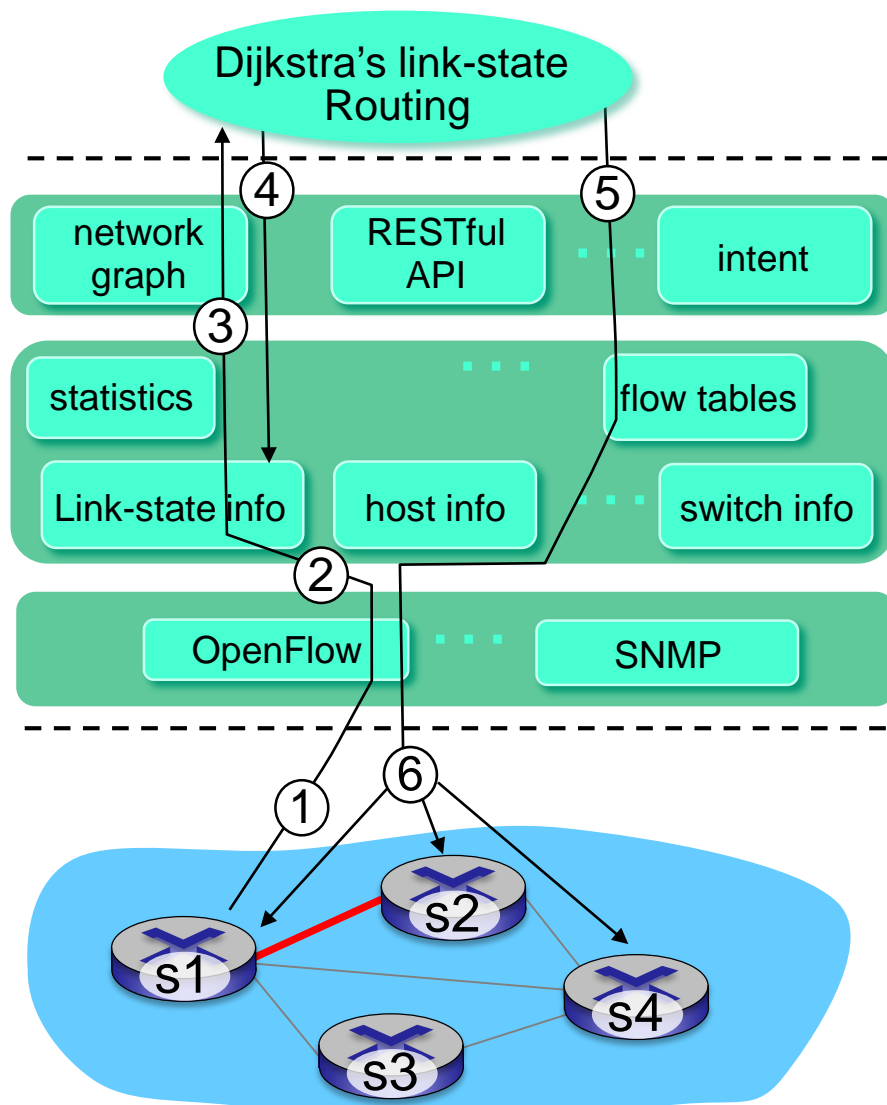 Dijkstra's link-state
Routing
4
5
network
graph
RESTful
API
. . .
intent
3
statistics
. . .
flow tables
Link-state info
host info
. . .
switch info
2
OpenFlow
. . .
SNMP
1
6
s2
s1
s4
s3